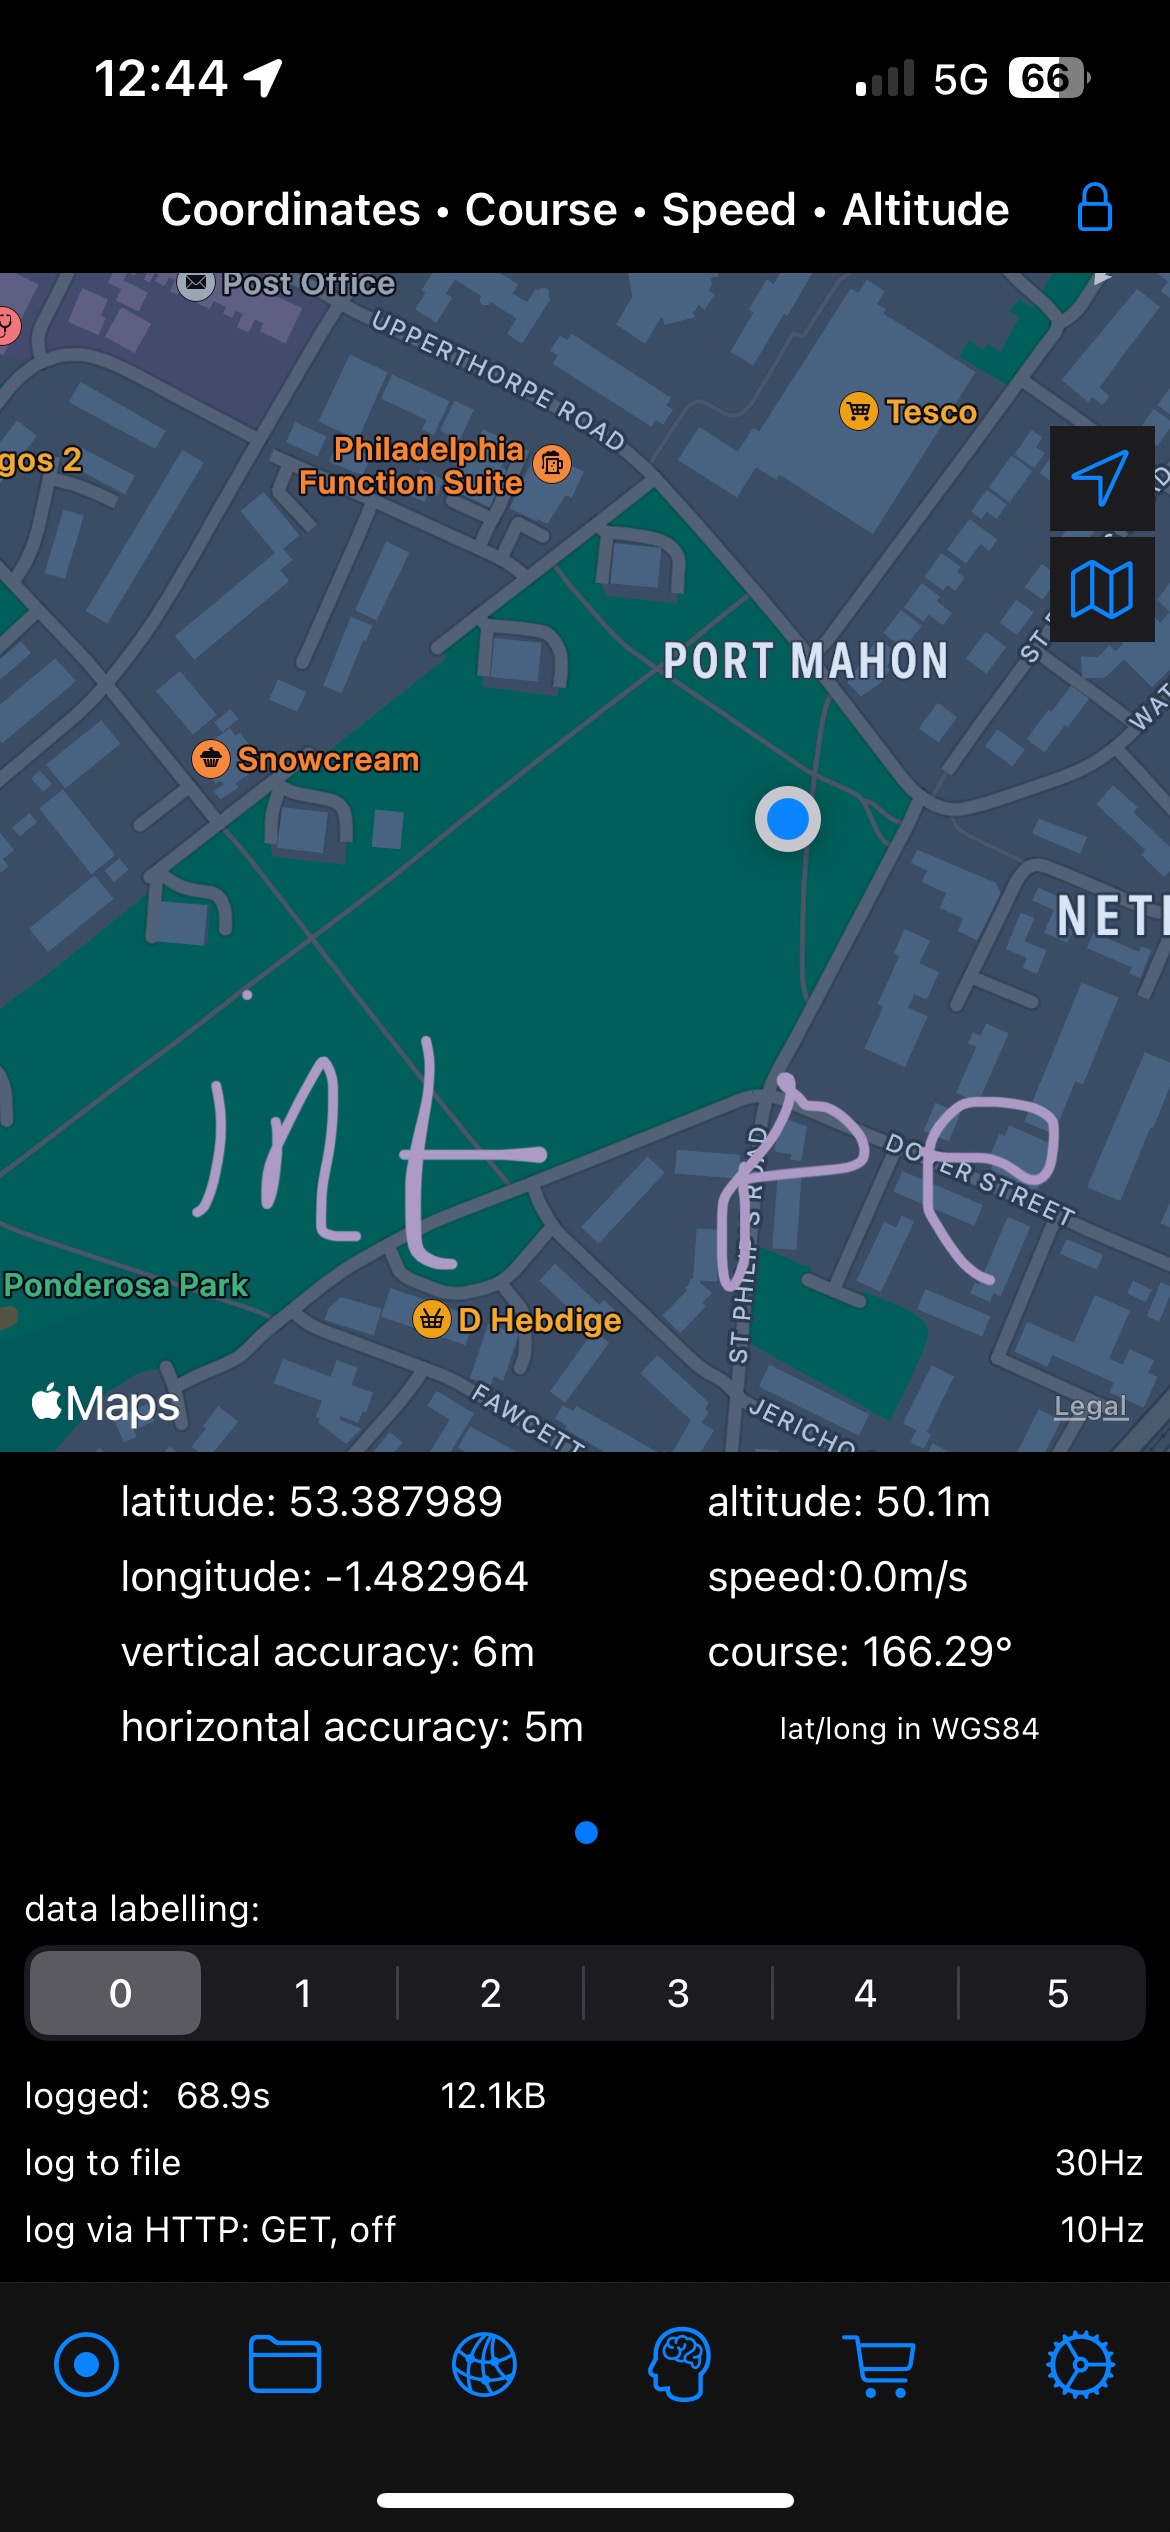 12:44
5G 66
Coordinates • Course • Speed • Altitude
Post Office
UPPERTHORPE ROAD
Tesco
gos 2
Philadelphia
Function Suite
PORT MAHON
ST
WAT
Snowcream
NET
int pe
ST PHILIP'S ROAD
DOVER STREET
Ponderosa Park
D Hebdige
Maps
FAWCETT
JERICHO
Legal
latitude: 53.387989
altitude: 50.1m
longitude: -1.482964
speed:0.0m/s
vertical accuracy: 6m
course: 166.29°
horizontal accuracy: 5m
lat/long in WGS84
data labelling:
0 1 2 3 4 5
logged: 68.9s 12.1kB
log to file 30Hz
log via HTTP: GET, off 10Hz